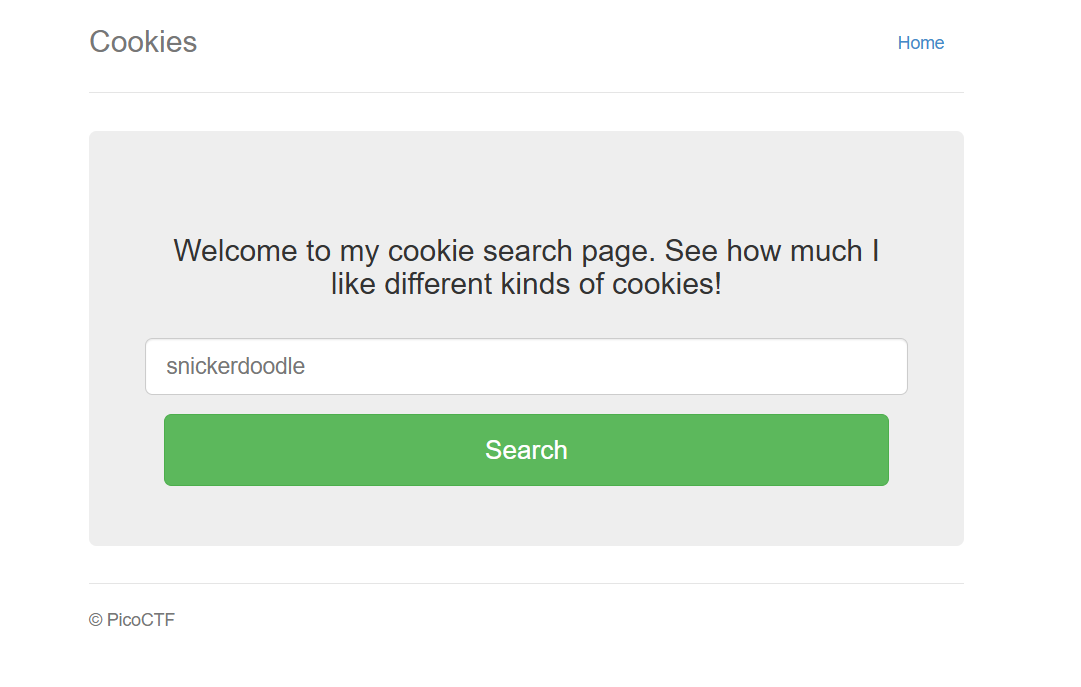 Cookies
Home
Welcome to my cookie search page. See how much I
like different kinds of cookies!
snickerdoodle
Search
© PicoCTF